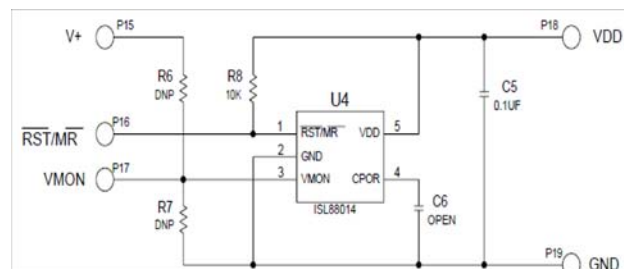 P15
V+
P18
VDD
R6
DNP
R8
10K
U4
C5
0.1UF
P16
RST/MR
1
RST/MR
VDD
5
2
GND
P17
VMON
3
VMON
CPOR
4
ISL88014
R7
DNP
C6
OPEN
P19
GND